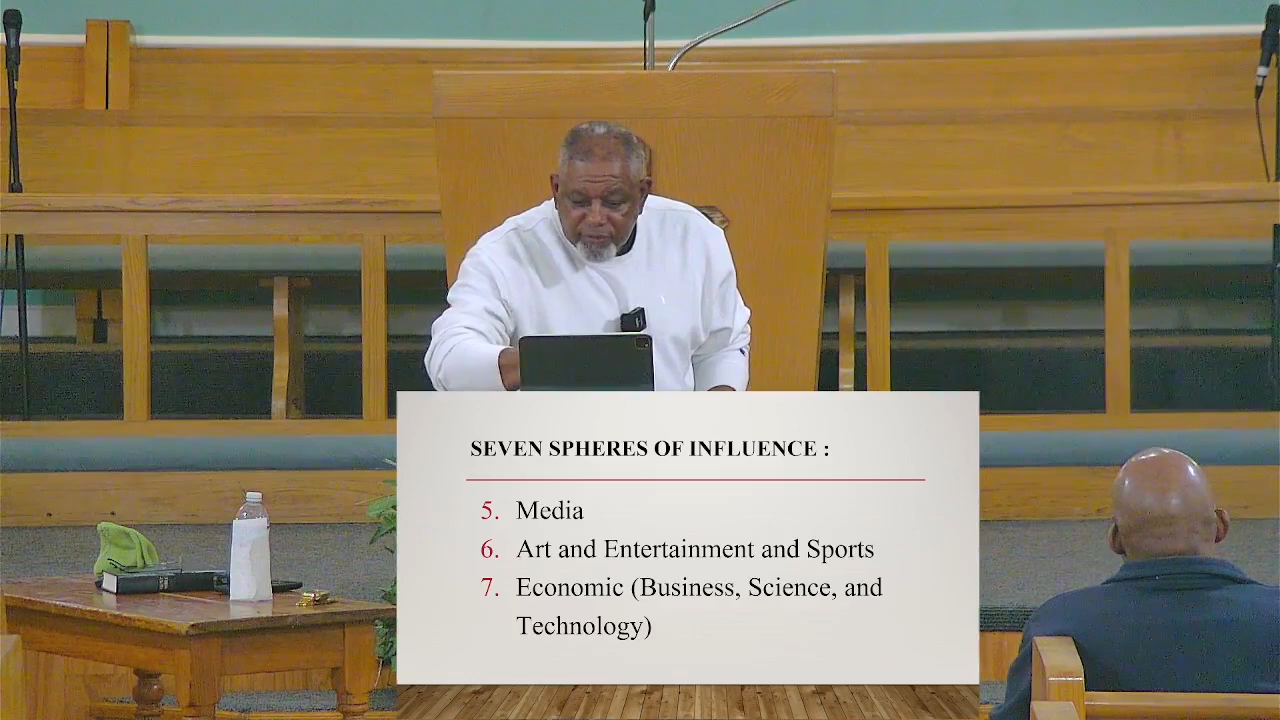 SEVEN SPHERES OF INFLUENCE :
5. Media
6. Art and Entertainment and Sports
7. Economic (Business, Science, and
Technology)